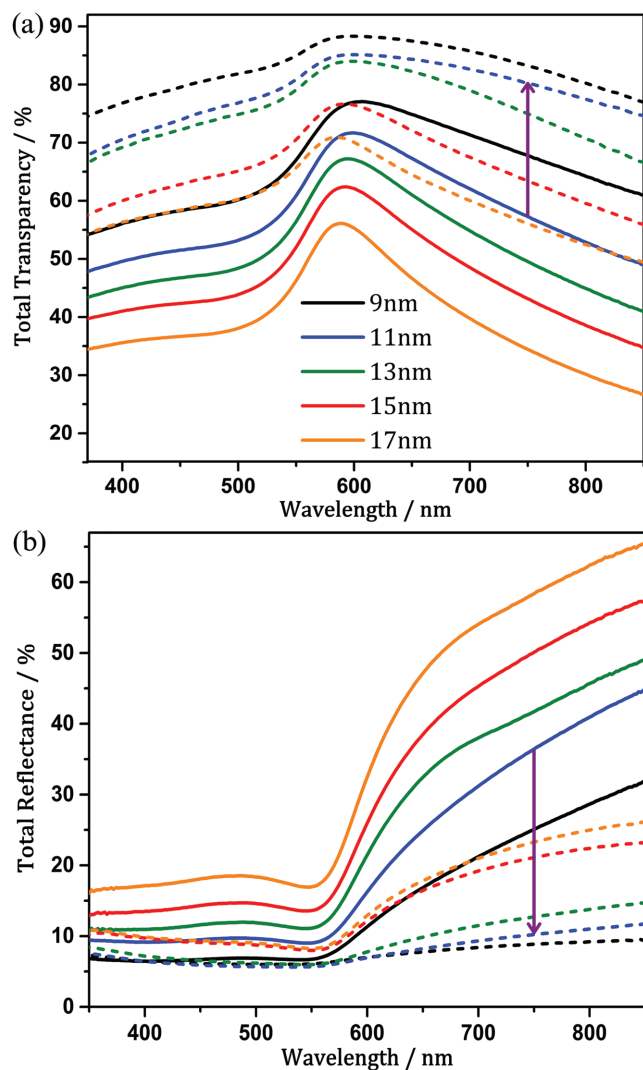 (a)
90
80
70
60
50
40
30
20
Total Transparency / %
9nm
11nm
13nm
15nm
17nm
400 500 600 700 800
Wavelength / nm
(b)
60
50
40
30
20
10
0
Total Reflectance / %
400 500 600 700 800
Wavelength / nm